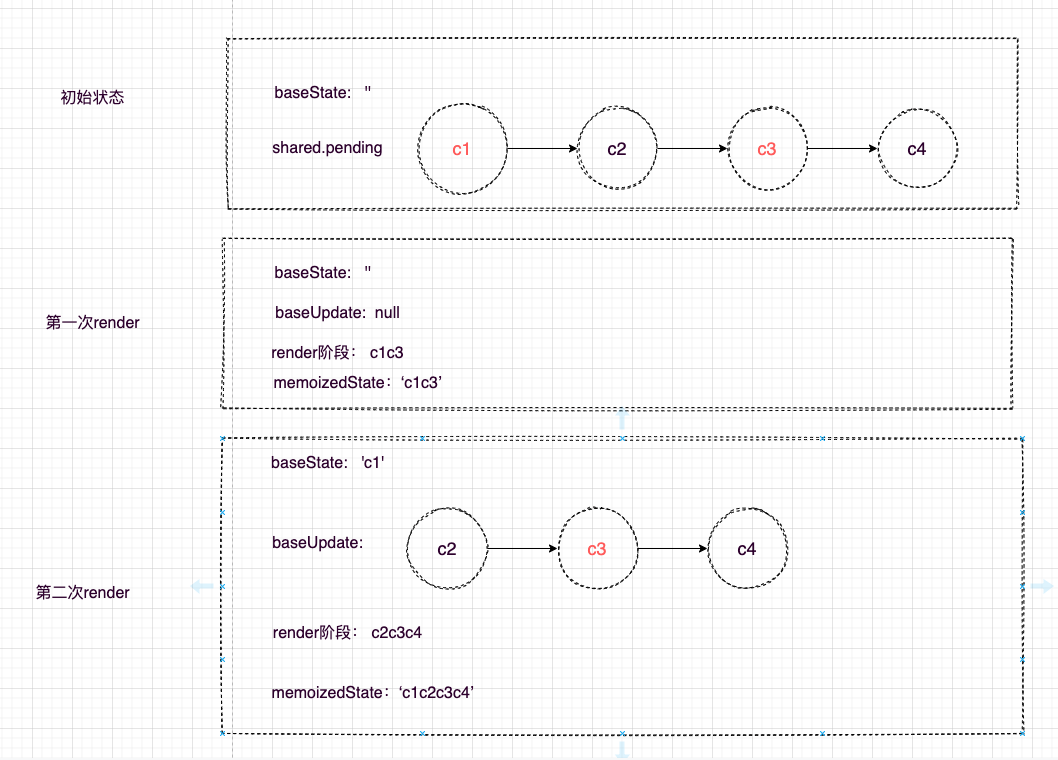 初始状态
baseState: ''
shared.pending
c1
c2
c3
c4
第一次render
baseState: ''
baseUpdate: null
render阶段： c1c3
memoizedState：‘c1c3’
第二次render
baseState: 'c1'
baseUpdate:
c2
c3
c4
render阶段： c2c3c4
memoizedState：‘c1c2c3c4’